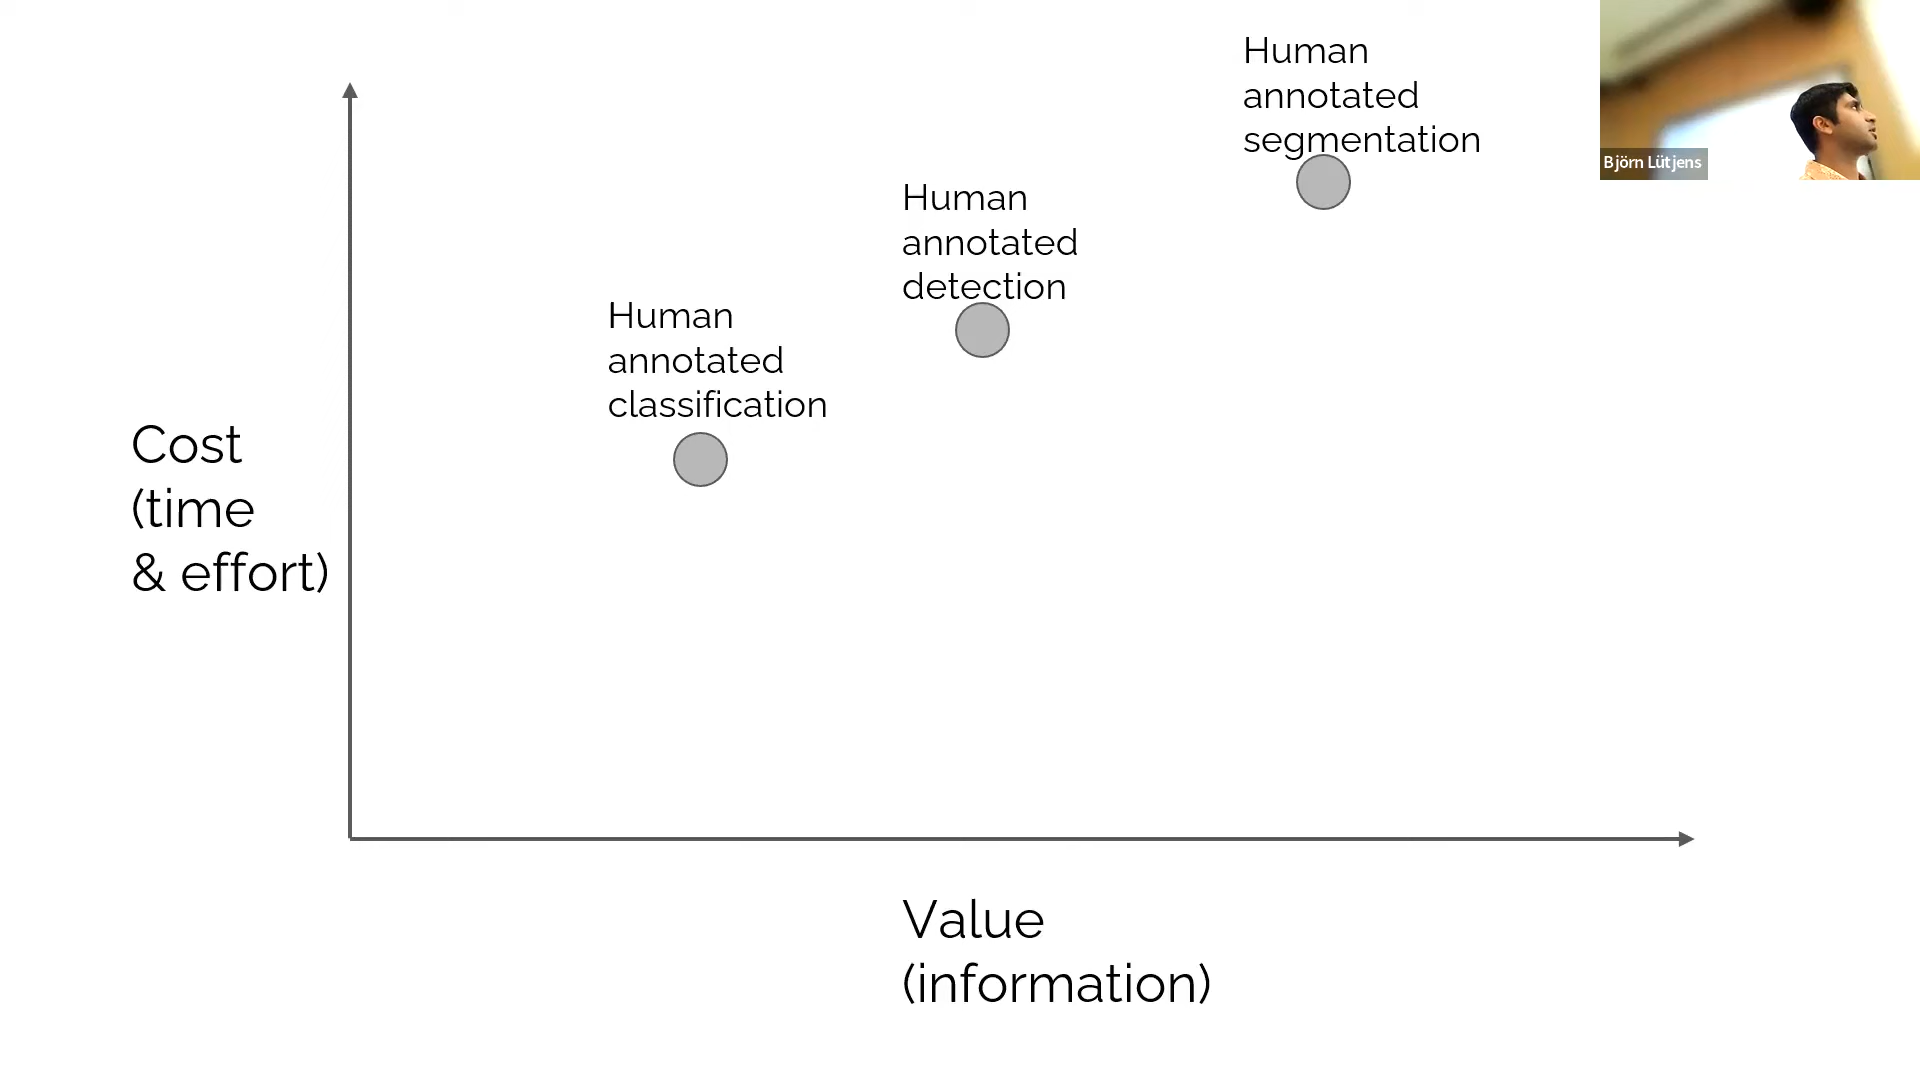 Human
annotated
segmentation
Björn Lütjens
Human
annotated
detection
Human
annotated
classification
Cost
(time
& effort)
Value
(information)